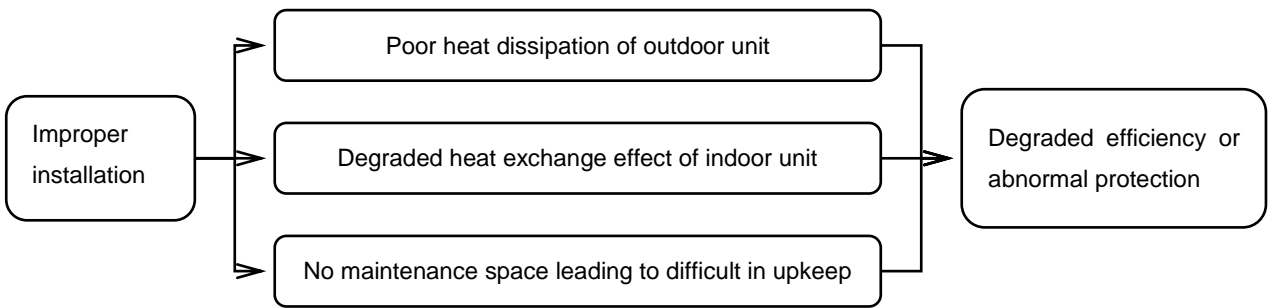 Poor heat dissipation of outdoor unit
Improper
installation
Degraded heat exchange effect of indoor unit
Degraded efficiency or
abnormal protection
No maintenance space leading to difficult in upkeep